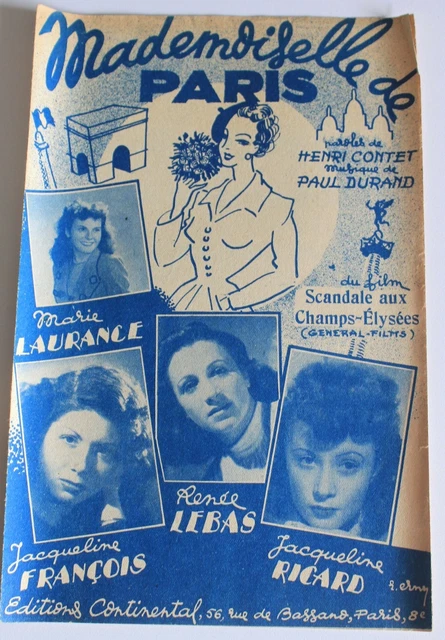 Mademoiselle de
PARIS
paroles de
HENRI CONTET
Musique de
PAUL DURAND
du film
Scandale aux
Champs-Élysées
(GENERAL-FILMS)
Marie
LAURANCE
Renée
LEBAS
Jacqueline
FRANÇOIS
Jacqueline
RICARD
Editions Continental, 56, rue de Bassano, Paris, 8e